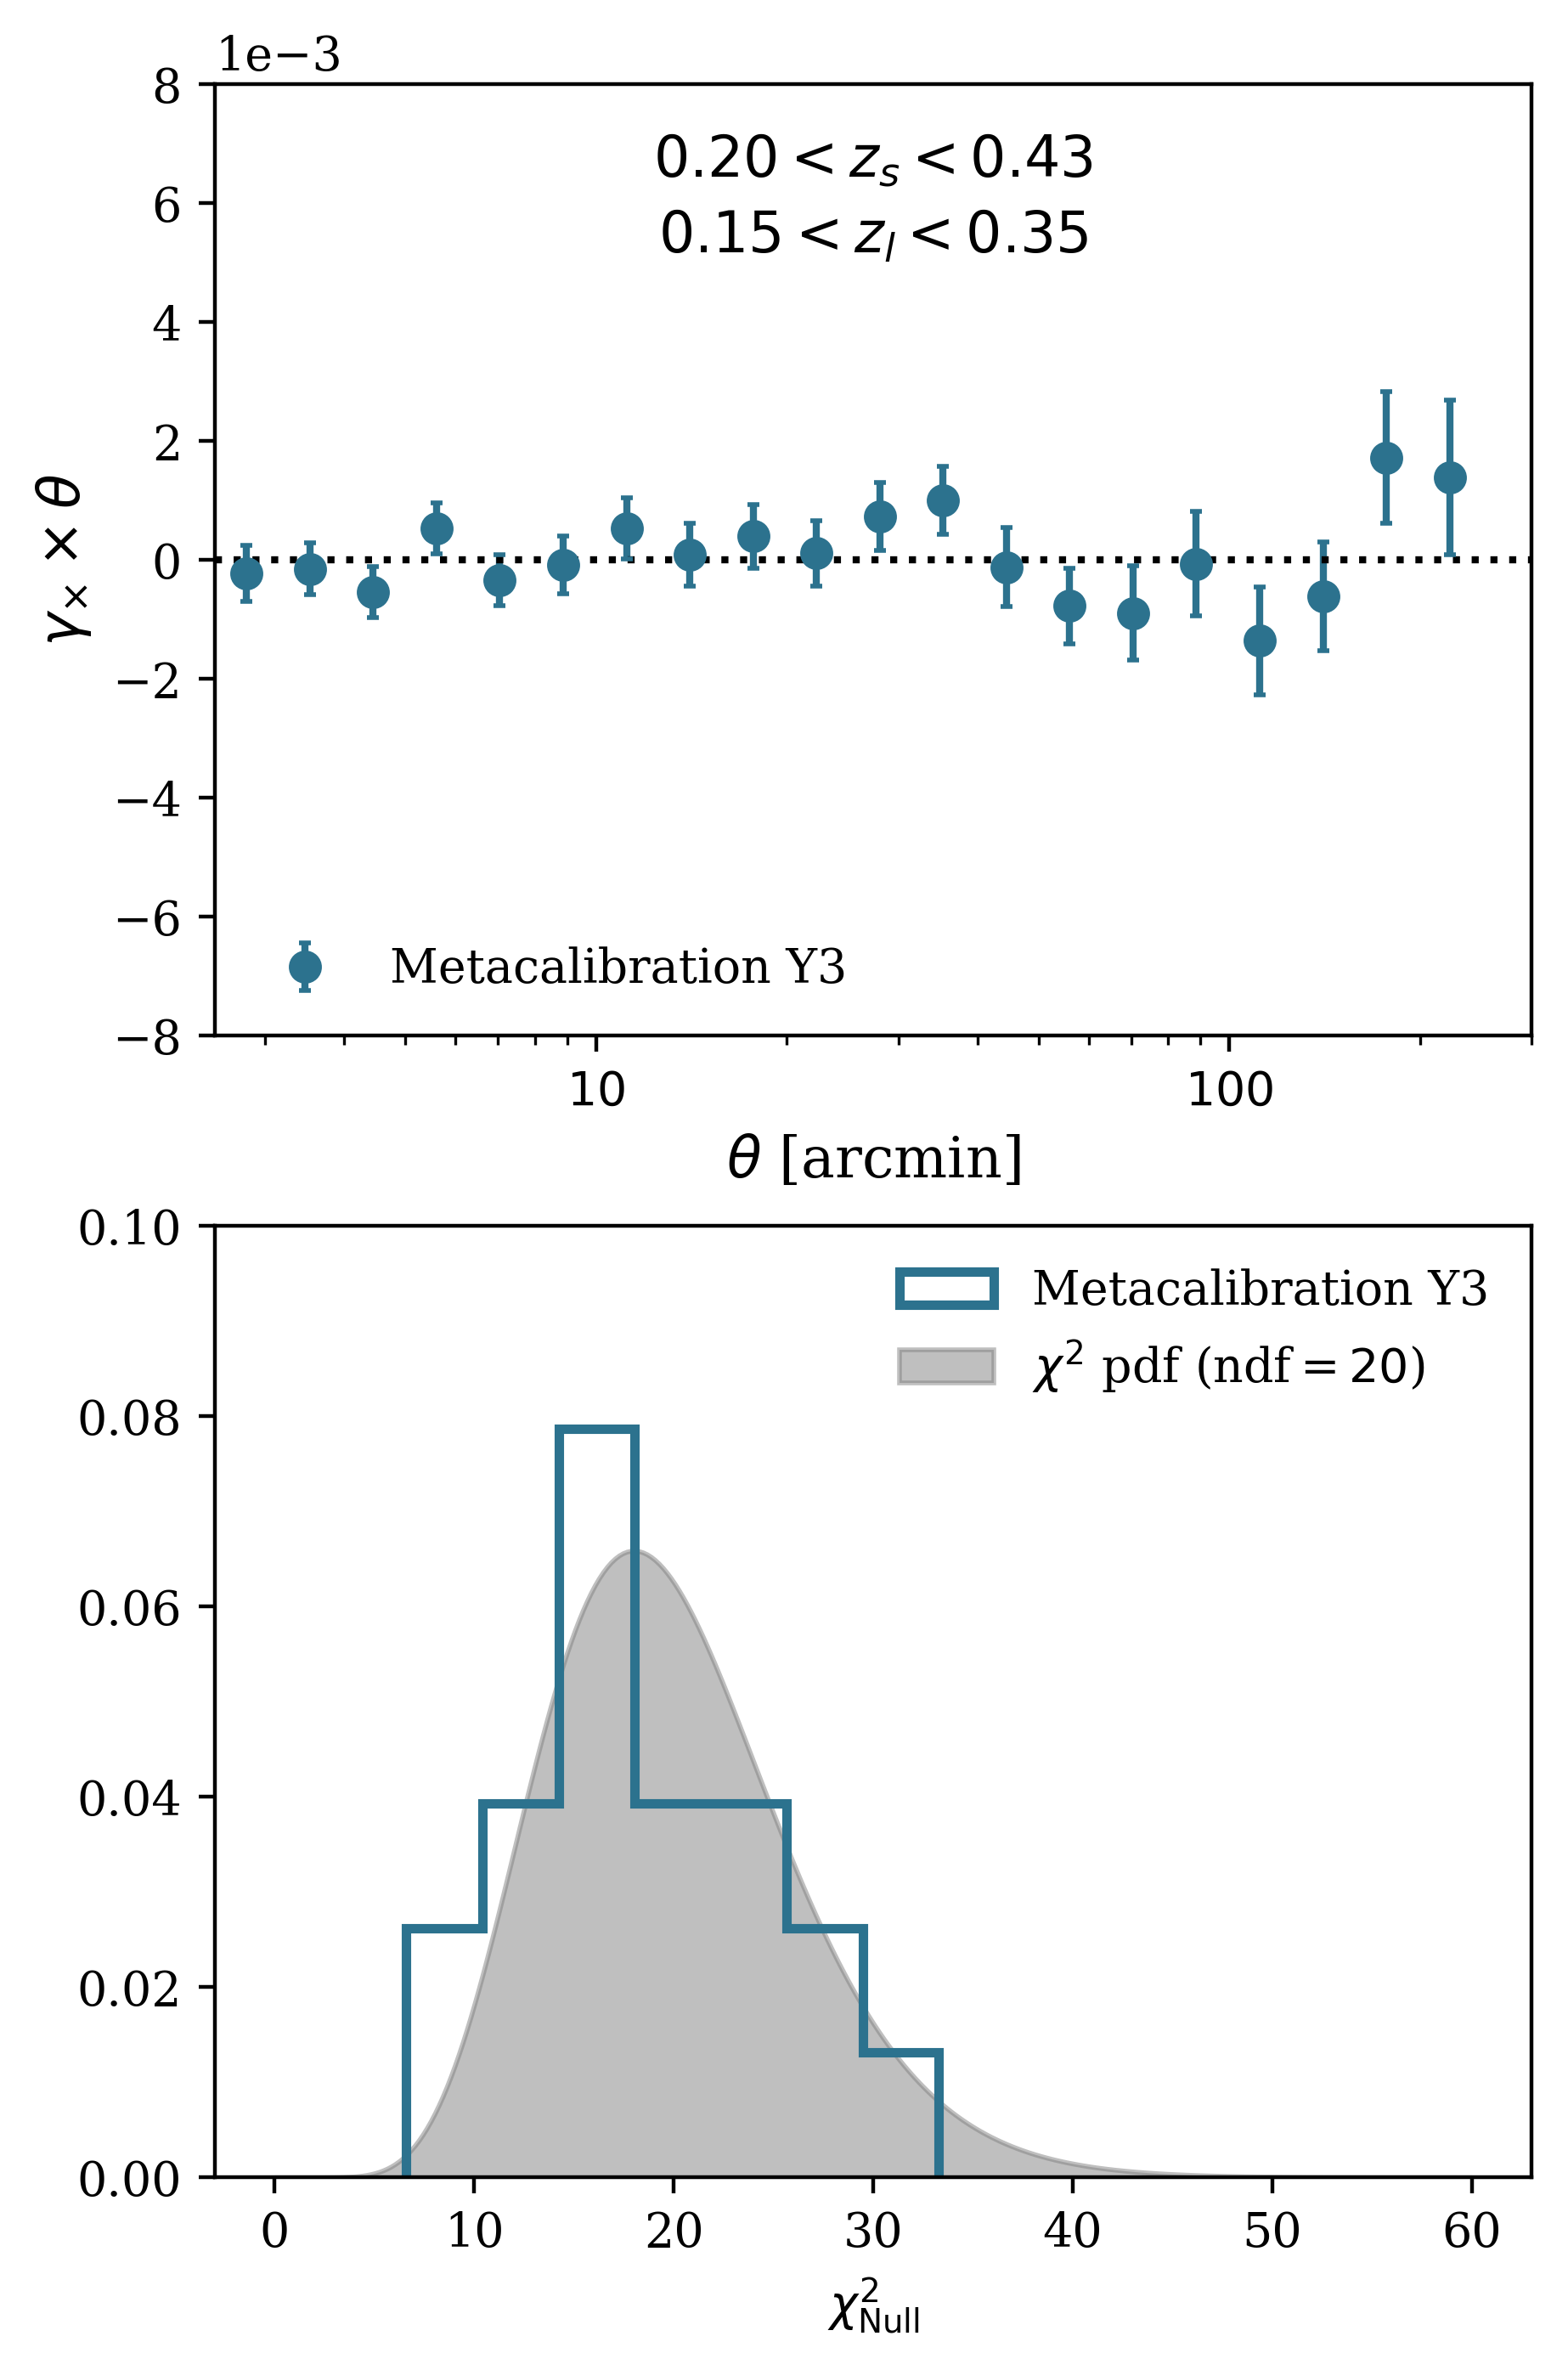 1e−3
8
6
4
2
0
−2
−4
−6
−8
γ× × θ
0.20 < z_s < 0.43
0.15 < z_l < 0.35
Metacalibration Y3
10 100
θ [arcmin]
0.10
0.08
0.06
0.04
0.02
0.00
Metacalibration Y3
χ² pdf (ndf = 20)
0 10 20 30 40 50 60
χ²_Null